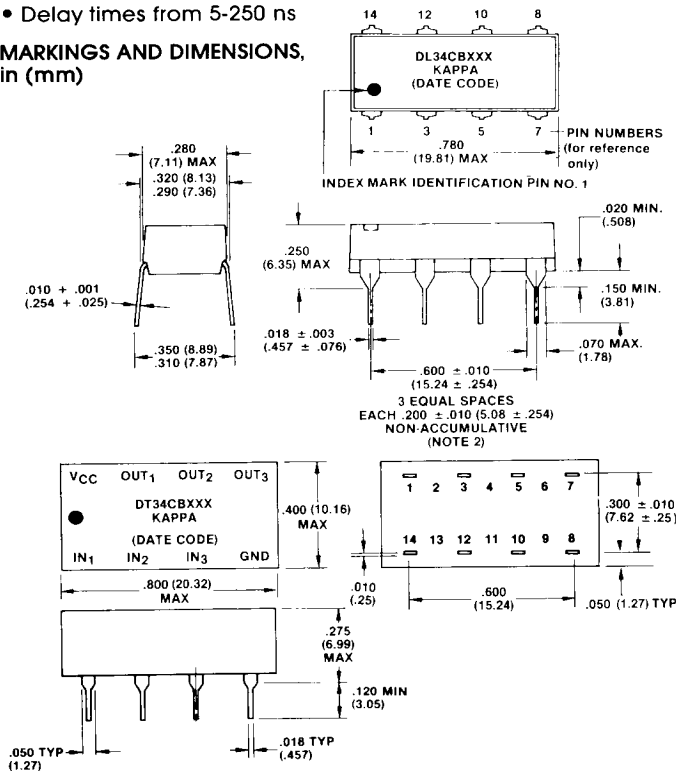 • Delay times from 5-250 ns
MARKINGS AND DIMENSIONS,
in (mm)
14 12 10 8
DL34CBXXX
KAPPA
(DATE CODE)
1 3 5 7
PIN NUMBERS
(for reference
only)
.780
(19.81) MAX
INDEX MARK IDENTIFICATION PIN NO. 1
.280
(7.11) MAX
.320 (8.13)
.290 (7.36)
.010 + .001
(.254 + .025)
.350 (8.89)
.310 (7.87)
.250
(6.35) MAX
.020 MIN.
(.508)
.150 MIN.
(3.81)
.018 ± .003
(.457 ± .076)
.070 MAX.
(1.78)
.600 ± .010
(15.24 ± .254)
3 EQUAL SPACES
EACH .200 ± .010 (5.08 ± .254)
NON-ACCUMULATIVE
(NOTE 2)
VCC OUT1 OUT2 OUT3
DT34CBXXX
KAPPA
(DATE CODE)
IN1 IN2 IN3 GND
.400 (10.16)
MAX
.800 (20.32)
MAX
1 2 3 4 5 6 7
14 13 12 11 10 9 8
.300 ± .010
(7.62 ± .25)
.010
(.25)
.600
(15.24)
.050 (1.27) TYP
.275
(6.99)
MAX
.120 MIN
(3.05)
.050 TYP
(1.27)
.018 TYP
(.457)